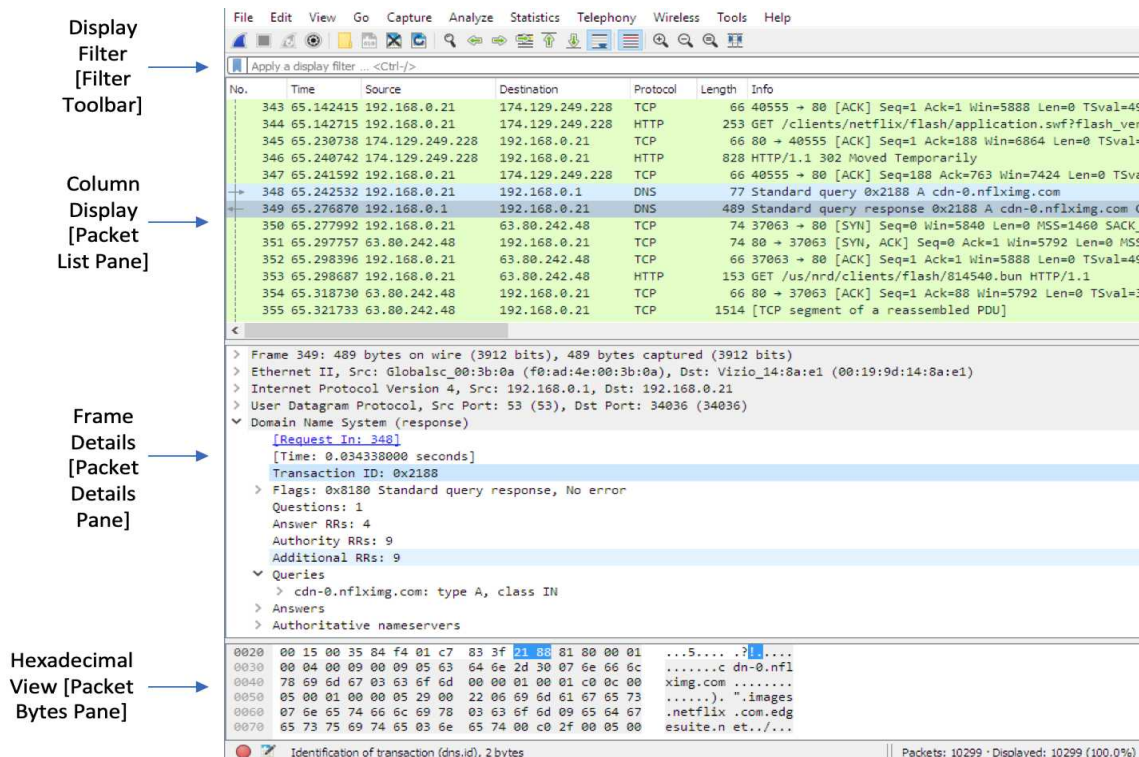 Display
Filter
[Filter
Toolbar]
Column
Display
[Packet
List Pane]
Frame
Details
[Packet
Details
Pane]
Hexadecimal
View [Packet
Bytes Pane]
File Edit View Go Capture Analyze Statistics Telephony Wireless Tools Help
Apply a display filter ... <Ctrl-/>
No. Time Source Destination Protocol Length Info
343 65.142415 192.168.0.21 174.129.249.228 TCP 66 40555 → 80 [ACK] Seq=1 Ack=1 Win=5888 Len=0 TSval=49
344 65.142715 192.168.0.21 174.129.249.228 HTTP 253 GET /clients/netflix/flash/application.swf?flash_ver
345 65.230738 174.129.249.228 192.168.0.21 TCP 66 80 → 40555 [ACK] Seq=1 Ack=188 Win=6864 Len=0 TSval=
346 65.240742 174.129.249.228 192.168.0.21 HTTP 828 HTTP/1.1 302 Moved Temporarily
347 65.241592 192.168.0.21 174.129.249.228 TCP 66 40555 → 80 [ACK] Seq=188 Ack=763 Win=7424 Len=0 TSva
348 65.242532 192.168.0.21 192.168.0.1 DNS 77 Standard query 0x2188 A cdn-0.nflximg.com
349 65.276870 192.168.0.1 192.168.0.21 DNS 489 Standard query response 0x2188 A cdn-0.nflximg.com C
350 65.277992 192.168.0.21 63.80.242.48 TCP 74 37063 → 80 [SYN] Seq=0 Win=5840 Len=0 MSS=1460 SACK_
351 65.297757 63.80.242.48 192.168.0.21 TCP 74 80 → 37063 [SYN, ACK] Seq=0 Ack=1 Win=5792 Len=0 MSS
352 65.298396 192.168.0.21 63.80.242.48 TCP 66 37063 → 80 [ACK] Seq=1 Ack=1 Win=5888 Len=0 TSval=49
353 65.298687 192.168.0.21 63.80.242.48 HTTP 153 GET /us/nrd/clients/flash/814540.bun HTTP/1.1
354 65.318730 63.80.242.48 192.168.0.21 TCP 66 80 → 37063 [ACK] Seq=1 Ack=88 Win=5792 Len=0 TSval=3
355 65.321733 63.80.242.48 192.168.0.21 TCP 1514 [TCP segment of a reassembled PDU]
Frame 349: 489 bytes on wire (3912 bits), 489 bytes captured (3912 bits)
Ethernet II, Src: Globalsc_00:3b:0a (f0:ad:4e:00:3b:0a), Dst: Vizio_14:8a:e1 (00:19:9d:14:8a:e1)
Internet Protocol Version 4, Src: 192.168.0.1, Dst: 192.168.0.21
User Datagram Protocol, Src Port: 53 (53), Dst Port: 34036 (34036)
Domain Name System (response)
[Request In: 348]
[Time: 0.034338000 seconds]
Transaction ID: 0x2188
Flags: 0x8180 Standard query response, No error
Questions: 1
Answer RRs: 4
Authority RRs: 9
Additional RRs: 9
Queries
cdn-0.nflximg.com: type A, class IN
Answers
Authoritative nameservers
0020 00 15 00 35 84 f4 01 c7 83 3f 21 88 81 80 00 01 ...5.... .?!.....
0030 00 04 00 09 00 09 05 63 64 6e 2d 30 07 6e 66 6c .......c dn-0.nfl
0040 78 69 6d 67 03 63 6f 6d 00 00 01 00 01 c0 0c 00 ximg.com ........
0050 05 00 01 00 00 05 29 00 22 06 69 6d 61 67 65 73 ......). ".images
0060 07 6e 65 74 66 6c 69 78 03 63 6f 6d 09 65 64 67 .netflix .com.edg
0070 65 73 75 69 74 65 03 6e 65 74 00 c0 2f 00 05 00 esuite.n et../...
Identification of transaction (dns.id), 2 bytes
Packets: 10299 · Displayed: 10299 (100.0%)